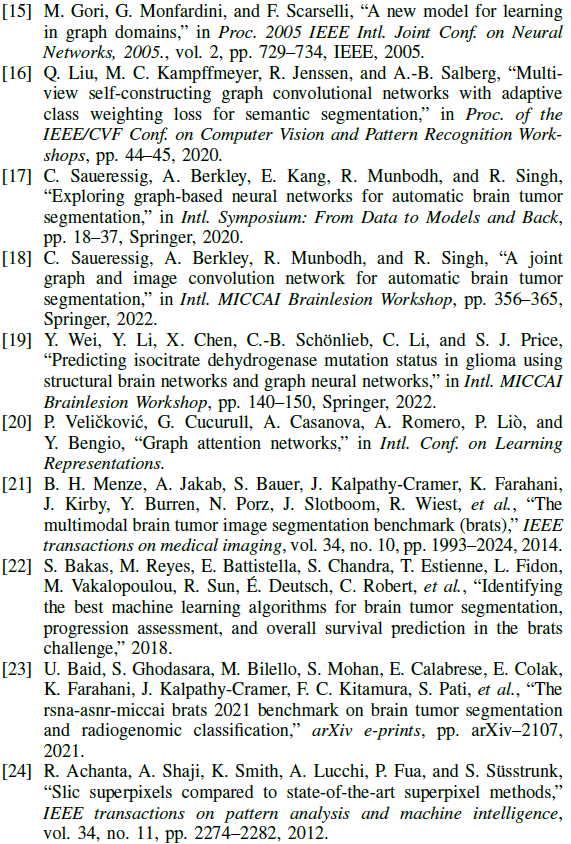 [15] M. Gori, G. Monfardini, and F. Scarselli, “A new model for learning
in graph domains,” in Proc. 2005 IEEE Intl. Joint Conf. on Neural
Networks, 2005., vol. 2, pp. 729–734, IEEE, 2005.
[16] Q. Liu, M. C. Kampffmeyer, R. Jenssen, and A.-B. Salberg, “Multi-
view self-constructing graph convolutional networks with adaptive
class weighting loss for semantic segmentation,” in Proc. of the
IEEE/CVF Conf. on Computer Vision and Pattern Recognition Work-
shops, pp. 44–45, 2020.
[17] C. Saueressig, A. Berkley, E. Kang, R. Munbodh, and R. Singh,
“Exploring graph-based neural networks for automatic brain tumor
segmentation,” in Intl. Symposium: From Data to Models and Back,
pp. 18–37, Springer, 2020.
[18] C. Saueressig, A. Berkley, R. Munbodh, and R. Singh, “A joint
graph and image convolution network for automatic brain tumor
segmentation,” in Intl. MICCAI Brainlesion Workshop, pp. 356–365,
Springer, 2022.
[19] Y. Wei, Y. Li, X. Chen, C.-B. Schönlieb, C. Li, and S. J. Price,
“Predicting isocitrate dehydrogenase mutation status in glioma using
structural brain networks and graph neural networks,” in Intl. MICCAI
Brainlesion Workshop, pp. 140–150, Springer, 2022.
[20] P. Veličković, G. Cucurull, A. Casanova, A. Romero, P. Liò, and
Y. Bengio, “Graph attention networks,” in Intl. Conf. on Learning
Representations.
[21] B. H. Menze, A. Jakab, S. Bauer, J. Kalpathy-Cramer, K. Farahani,
J. Kirby, Y. Burren, N. Porz, J. Slotboom, R. Wiest, et al., “The
multimodal brain tumor image segmentation benchmark (brats),” IEEE
transactions on medical imaging, vol. 34, no. 10, pp. 1993–2024, 2014.
[22] S. Bakas, M. Reyes, E. Battistella, S. Chandra, T. Estienne, L. Fidon,
M. Vakalopoulou, R. Sun, É. Deutsch, C. Robert, et al., “Identifying
the best machine learning algorithms for brain tumor segmentation,
progression assessment, and overall survival prediction in the brats
challenge,” 2018.
[23] U. Baid, S. Ghodasara, M. Bilello, S. Mohan, E. Calabrese, E. Colak,
K. Farahani, J. Kalpathy-Cramer, F. C. Kitamura, S. Pati, et al., “The
rsna-asnr-miccai brats 2021 benchmark on brain tumor segmentation
and radiogenomic classification,” arXiv e-prints, pp. arXiv–2107,
2021.
[24] R. Achanta, A. Shaji, K. Smith, A. Lucchi, P. Fua, and S. Süsstrunk,
“Slic superpixels compared to state-of-the-art superpixel methods,”
IEEE transactions on pattern analysis and machine intelligence,
vol. 34, no. 11, pp. 2274–2282, 2012.